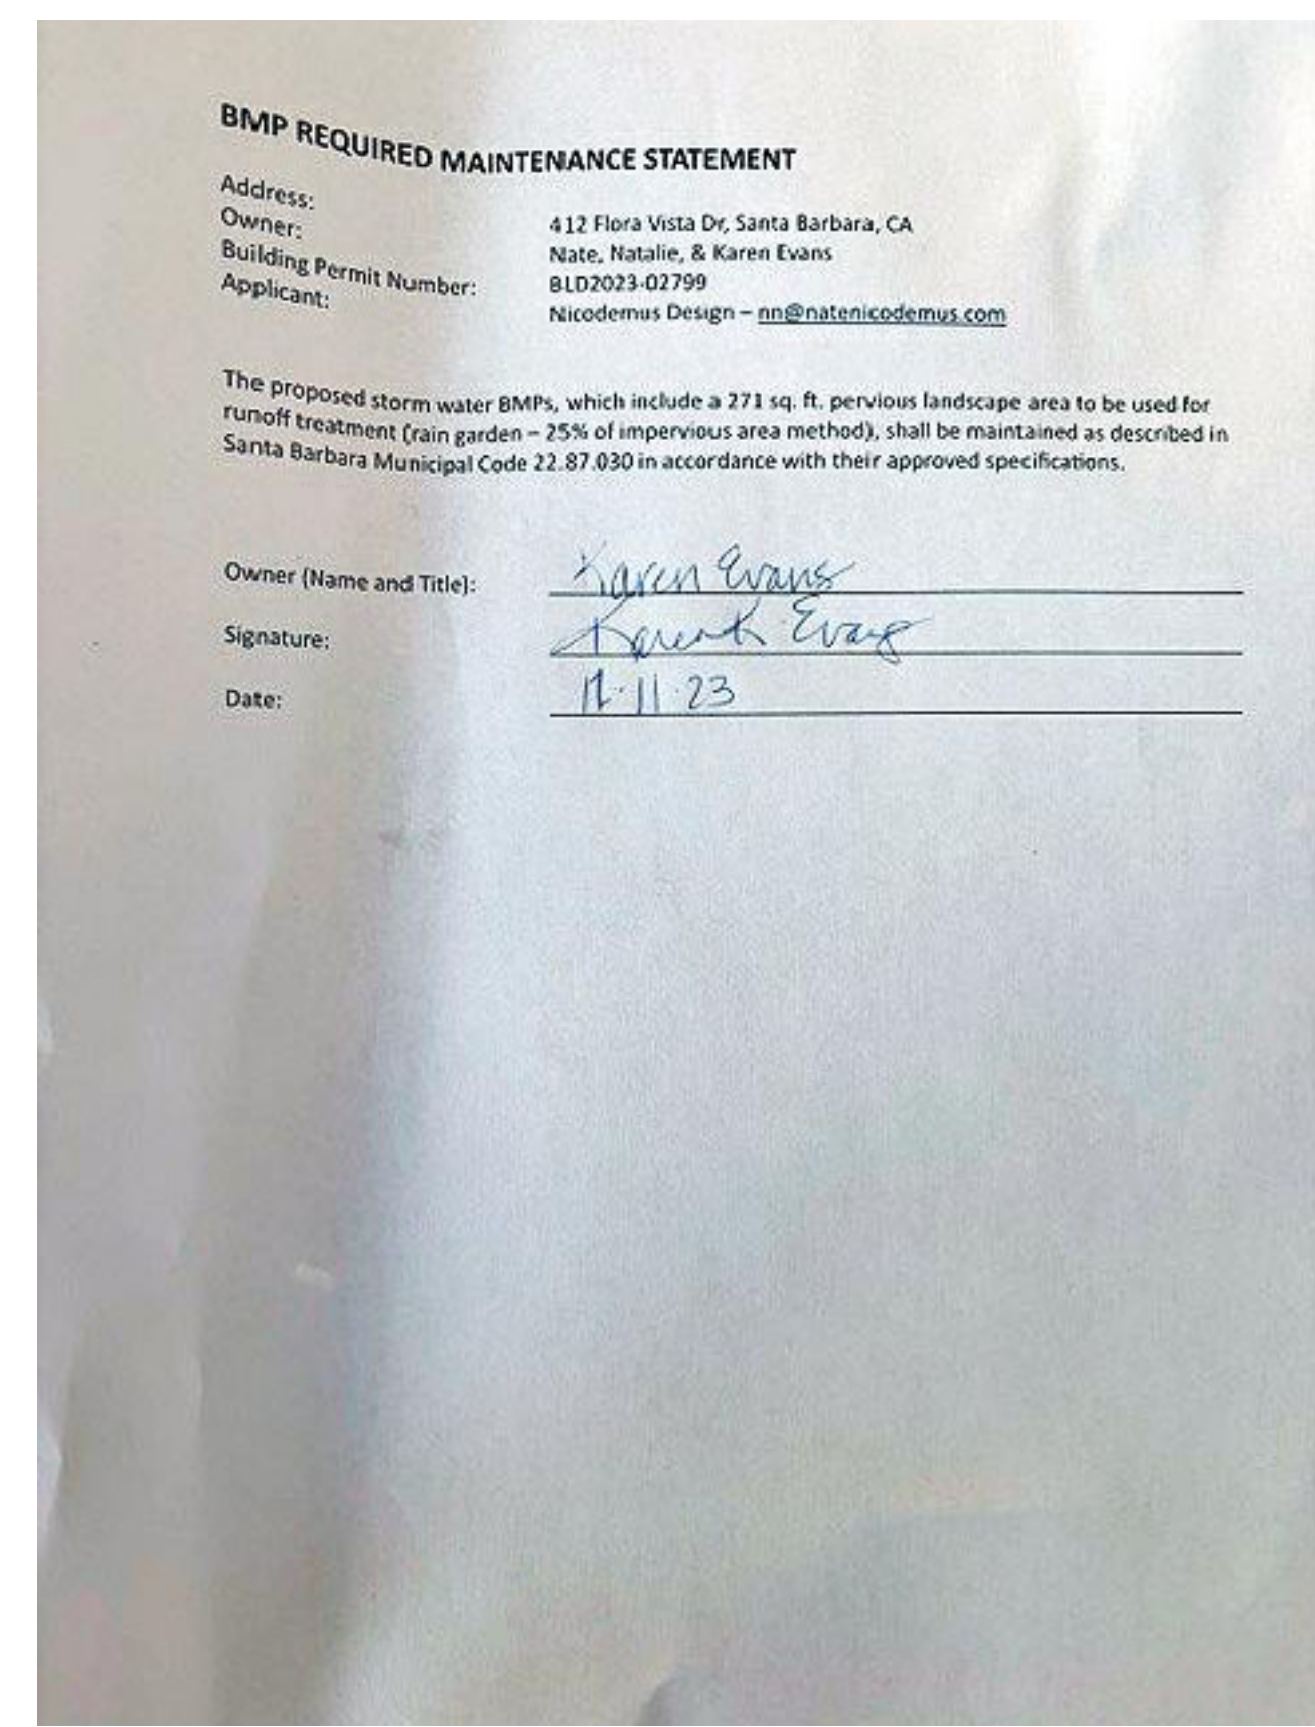 BMP REQUIRED MAINTENANCE STATEMENT
Address: 412 Flora Vista Dr, Santa Barbara, CA
Owner: Nate, Natalie, & Karen Evans
Building Permit Number: BLD2023-02799
Applicant: Nicodemus Design – nn@natenicodemus.com
The proposed storm water BMPs, which include a 271 sq. ft. pervious landscape area to be used for
runoff treatment (rain garden – 25% of impervious area method), shall be maintained as described in
Santa Barbara Municipal Code 22.87.030 in accordance with their approved specifications.
Owner (Name and Title): Karen Evans
Signature: Karen K Evans
Date: 11·23